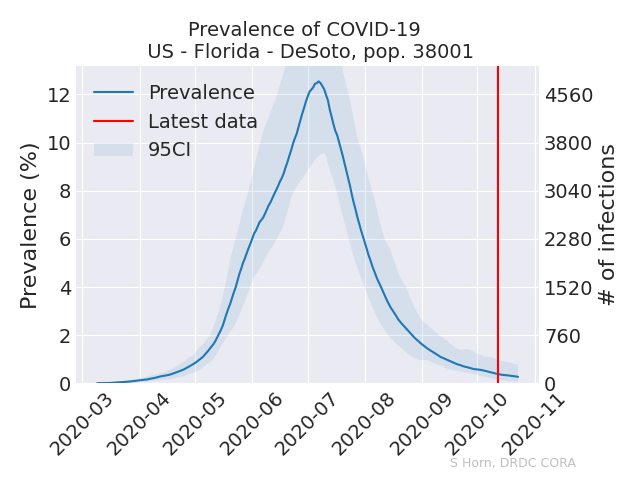 Prevalence of COVID-19
US - Florida - DeSoto, pop. 38001
Prevalence
Latest data
95CI
Prevalence (%)
12
10
8
6
4
2
0
4560
3800
3040
2280
1520
760
0
# of infections
2020-03
2020-04
2020-05
2020-06
2020-07
2020-08
2020-09
2020-10
2020-11
S Horn, DRDC CORA